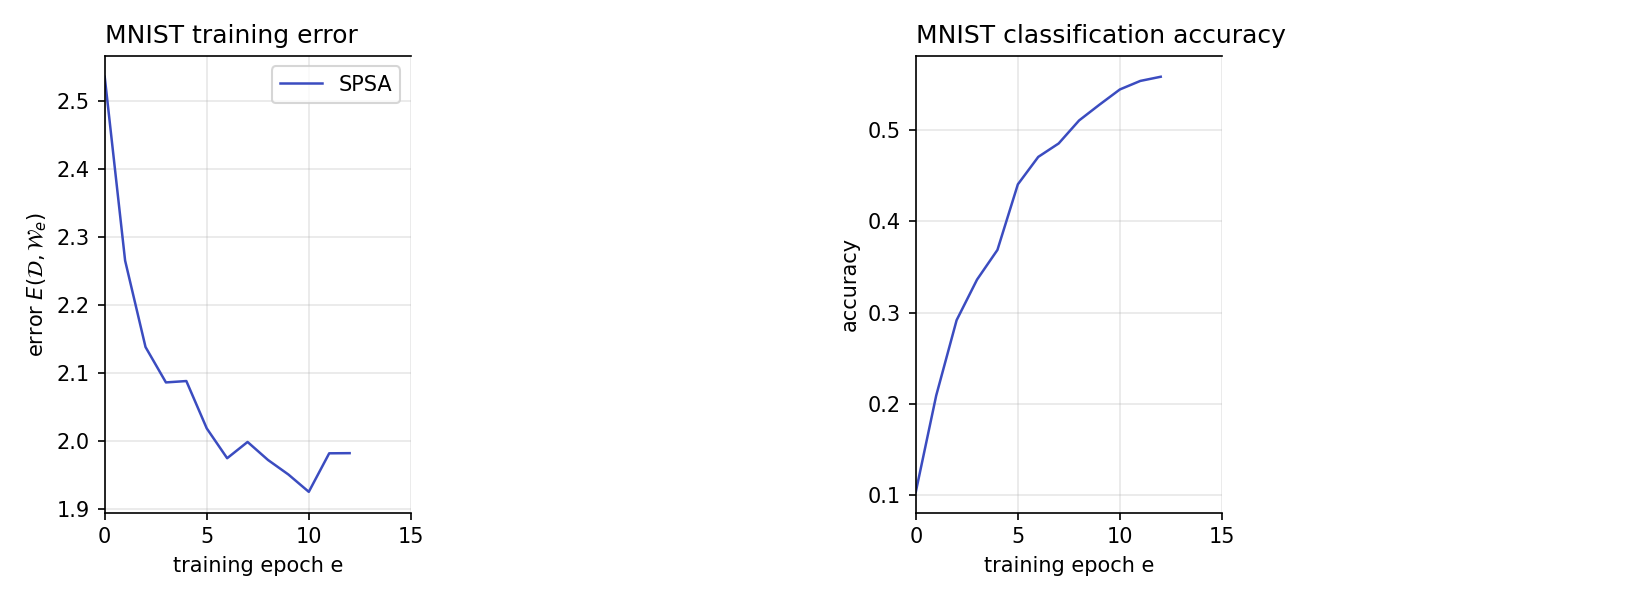 MNIST training error
SPSA
2.5
2.4
2.3
2.2
2.1
2.0
1.9
error E(𝒟, 𝒲ₑ)
0 5 10 15
training epoch e
MNIST classification accuracy
0.5
0.4
0.3
0.2
0.1
accuracy
0 5 10 15
training epoch e